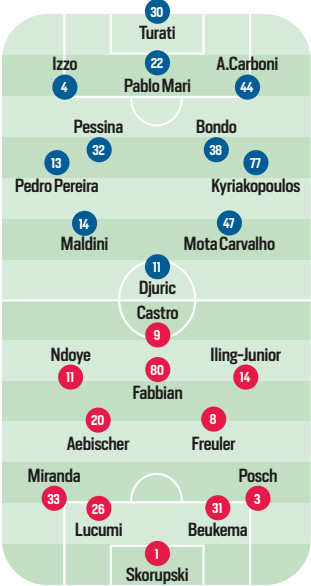 30
Turati
Izzo
22
A.Carboni
4
Pablo Mari
44
Pessina
Bondo
32
38
13
77
Pedro Pereira
Kyriakopoulos
14
47
Maldini
Mota Carvalho
11
Djuric
Castro
9
Ndoye
Iling-Junior
11
80
14
Fabbian
20
8
Aebischer
Freuler
Miranda
Posch
33
3
26
31
Lucumi
Beukema
1
Skorupski